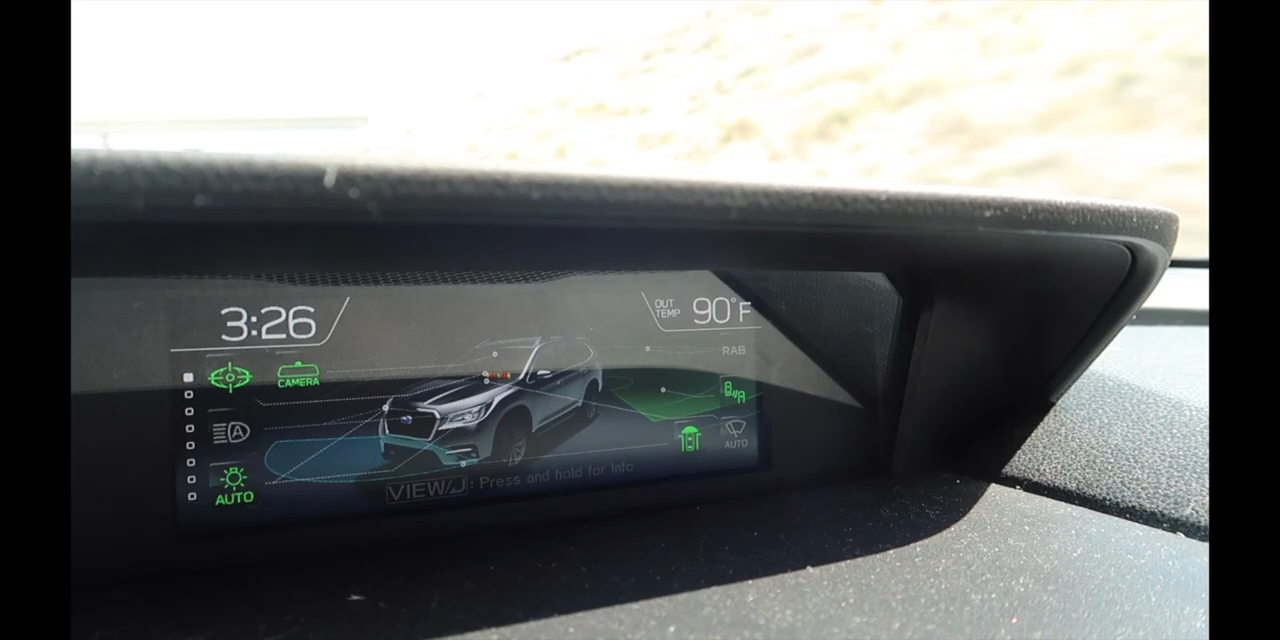 3:26
OUT
TEMP
90°F
RAB
CAMERA
A
A
AUTO
AUTO
VIEW/J : Press and hold for Info